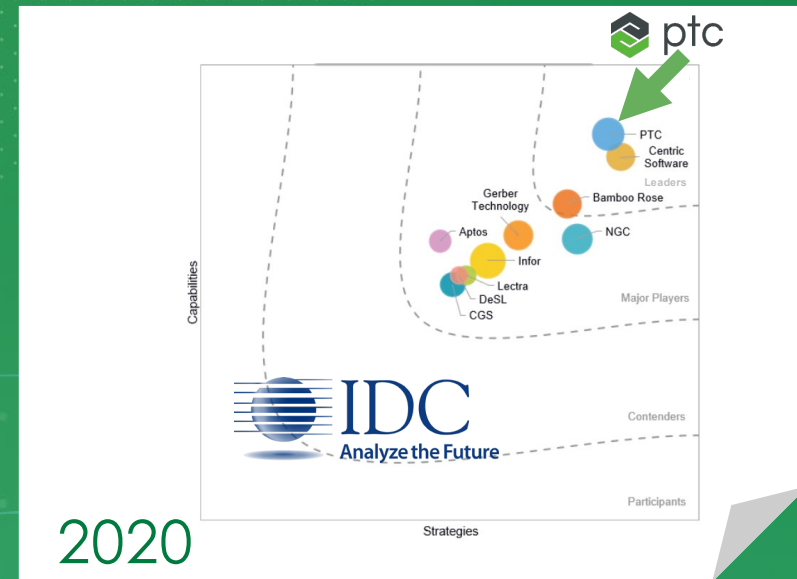 ptc
PTC
Centric
Software
Leaders
Gerber
Technology
Bamboo Rose
Aptos
NGC
Infor
Lectra
DeSL
CGS
Major Players
Capabilities
IDC
Analyze the Future
Contenders
Participants
Strategies
2020